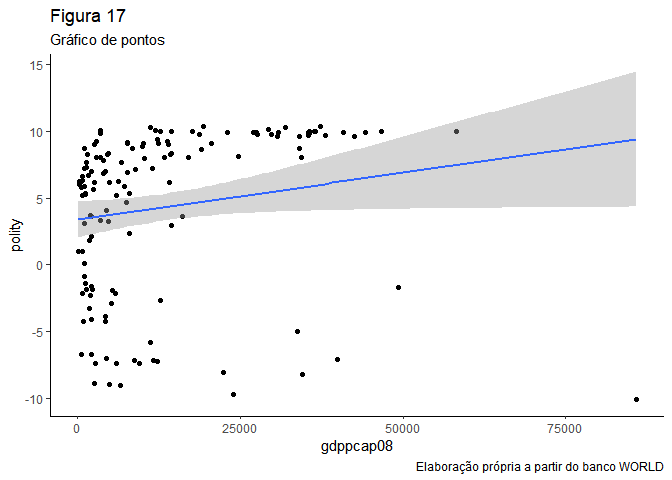 Figura 17
Gráfico de pontos
15
10
5
0
-5
-10
polity
0 25000 50000 75000
gdppcap08
Elaboração própria a partir do banco WORLD